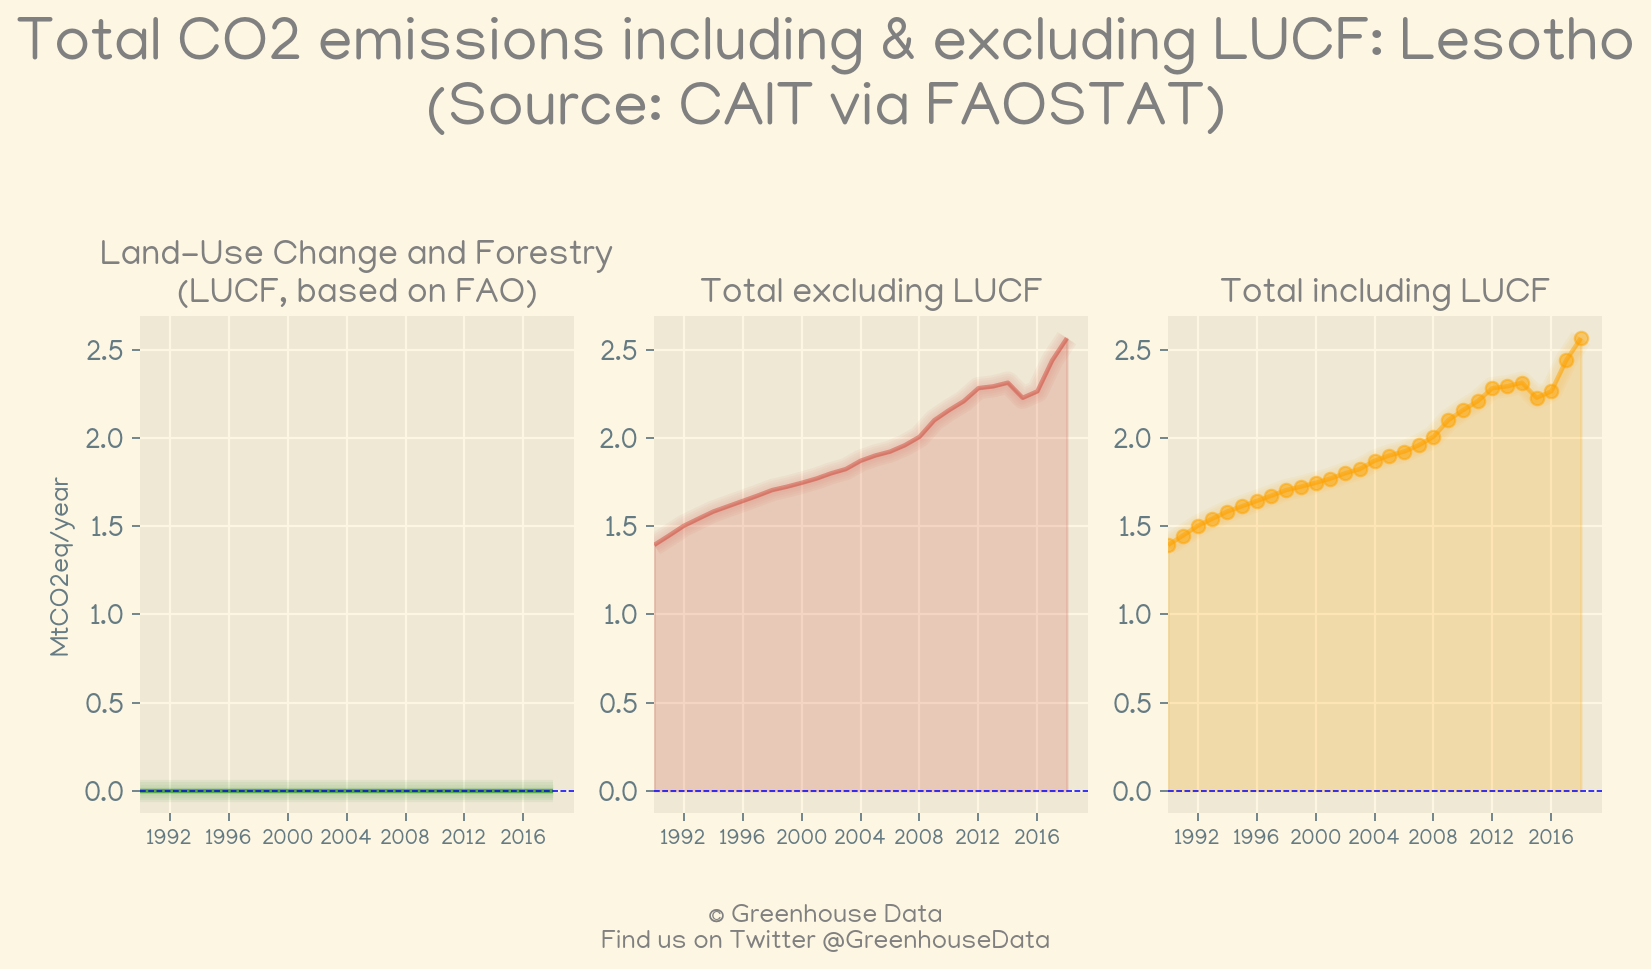 Total CO2 emissions including & excluding LUCF: Lesotho
(Source: CAIT via FAOSTAT)
Land-Use Change and Forestry
(LUCF, based on FAO)
MtCO2eq/year
2.5
2.0
1.5
1.0
0.5
0.0
1992 1996 2000 2004 2008 2012 2016
Total excluding LUCF
2.5
2.0
1.5
1.0
0.5
0.0
1992 1996 2000 2004 2008 2012 2016
Total including LUCF
2.5
2.0
1.5
1.0
0.5
0.0
1992 1996 2000 2004 2008 2012 2016
© Greenhouse Data
Find us on Twitter @GreenhouseData